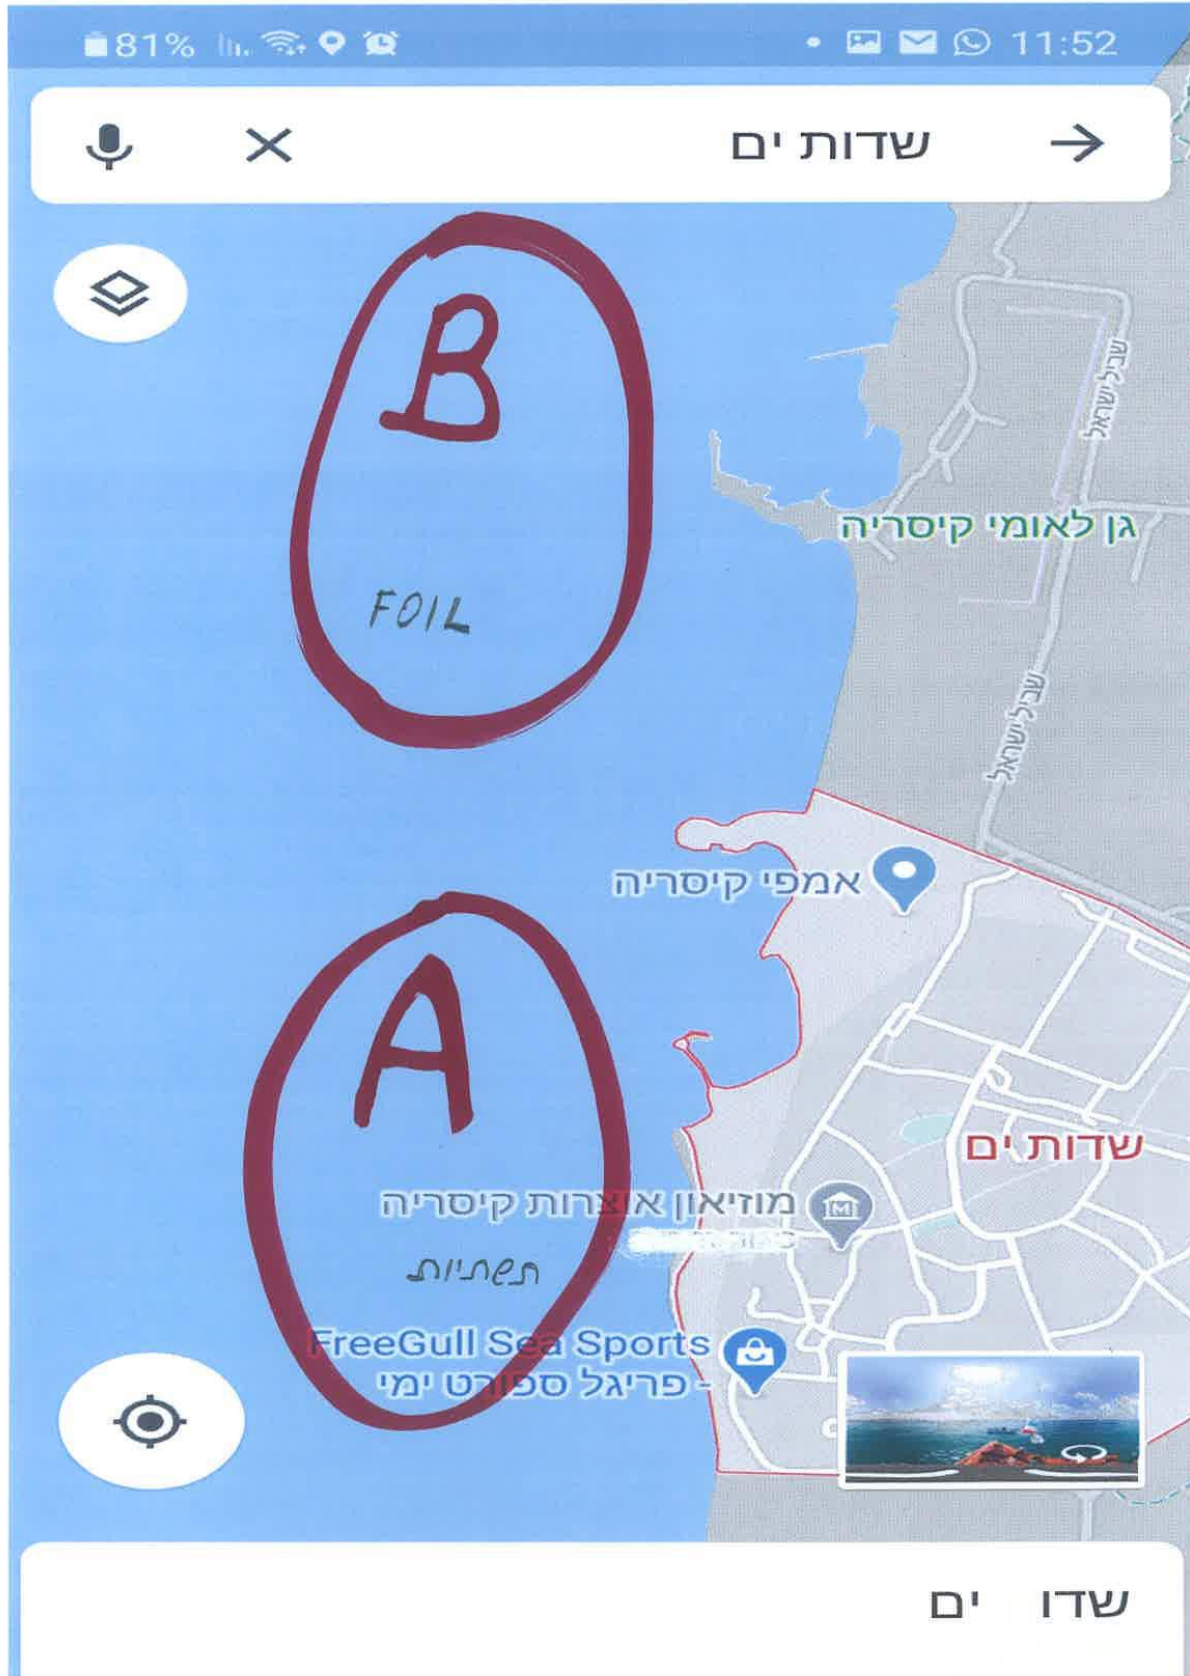 81% 11:52
שדות ים
B
FOIL
שביל ישראל
גן לאומי קיסריה
שביל ישראל
אמפי קיסריה
A
שדות ים
מוזיאון אוצרות קיסריה
תשתיות
FreeGull Sea Sports
- פריגל ספורט ימי
שדו ים